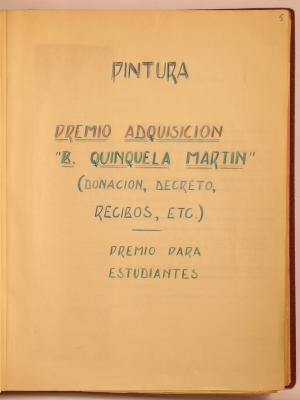 5
PINTURA
PREMIO ADQUISICION
"B. QUINQUELA MARTIN"
(DONACION, DECRETO,
RECIBOS, ETC.)
PREMIO PARA
ESTUDIANTES